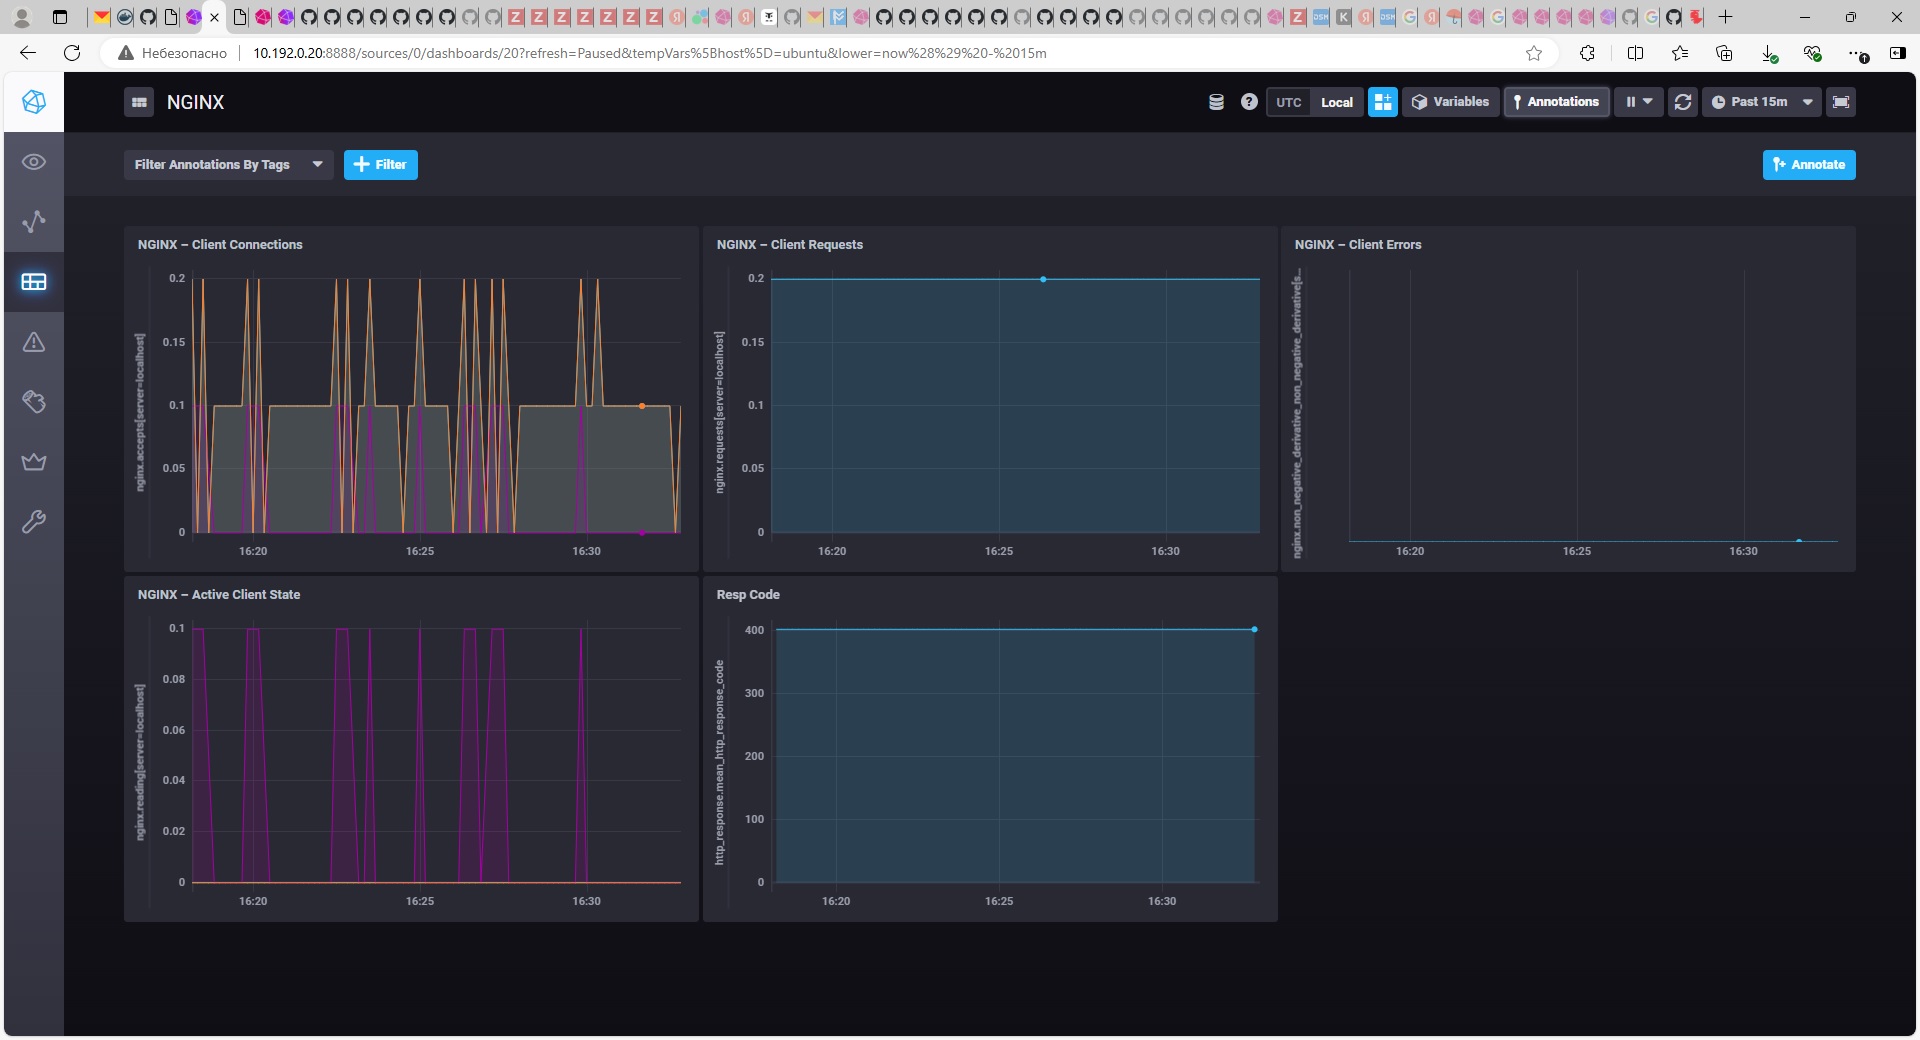 Небезопасно
10.192.0.20:8888/sources/0/dashboards/20?refresh=Paused&tempVars%5Bhost%5D=ubuntu&lower=now%28%29%20-%2015m
NGINX
UTC
Local
Variables
Annotations
Past 15m
Filter Annotations By Tags
Filter
Annotate
NGINX – Client Connections
nginx.accepts[server=localhost]
0.2
0.15
0.1
0.05
0
16:20
16:25
16:30
NGINX – Client Requests
nginx.requests[server=localhost]
0.2
0.15
0.1
0.05
0
16:20
16:25
16:30
NGINX – Client Errors
nginx.non_negative_derivative_non_negative_derivative[s...
16:20
16:25
16:30
NGINX – Active Client State
nginx.reading[server=localhost]
0.1
0.08
0.06
0.04
0.02
0
16:20
16:25
16:30
Resp Code
http_response.mean_http_response_code
400
300
200
100
0
16:20
16:25
16:30